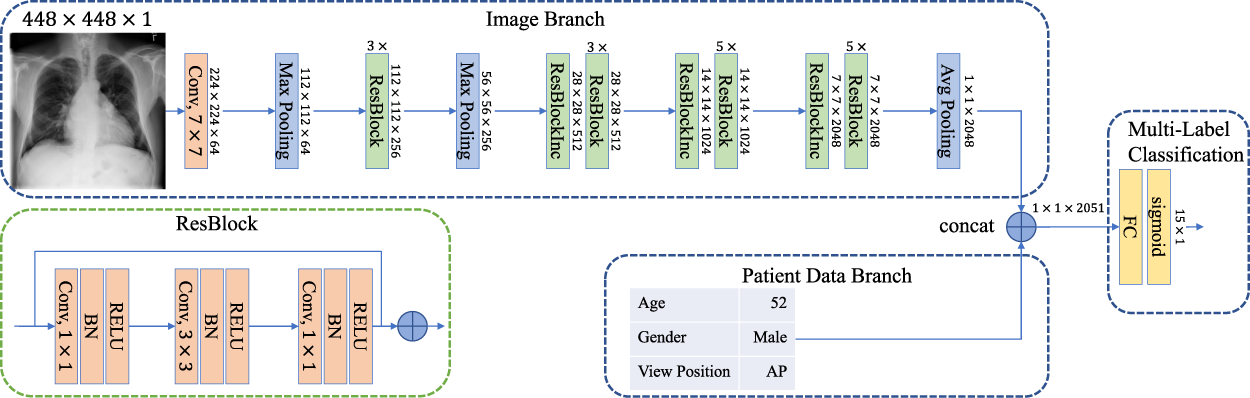 448 × 448 × 1
Image Branch
Conv, 7 × 7
224 × 224 × 64
Max Pooling
112 × 112 × 64
3 ×
ResBlock
112 × 112 × 256
Max Pooling
56 × 56 × 256
ResBlockInc
28 × 28 × 512
3 ×
ResBlock
28 × 28 × 512
ResBlockInc
14 × 14 × 1024
5 ×
ResBlock
14 × 14 × 1024
ResBlockInc
7 × 7 × 2048
5 ×
ResBlock
7 × 7 × 2048
Avg Pooling
1 × 1 × 2048
Multi-Label
Classification
FC
sigmoid
15 × 1
1 × 1 × 2051
concat
ResBlock
Conv, 1 × 1
BN
RELU
Conv, 3 × 3
BN
RELU
Conv, 1 × 1
BN
RELU
Patient Data Branch
Age 52
Gender Male
View Position AP